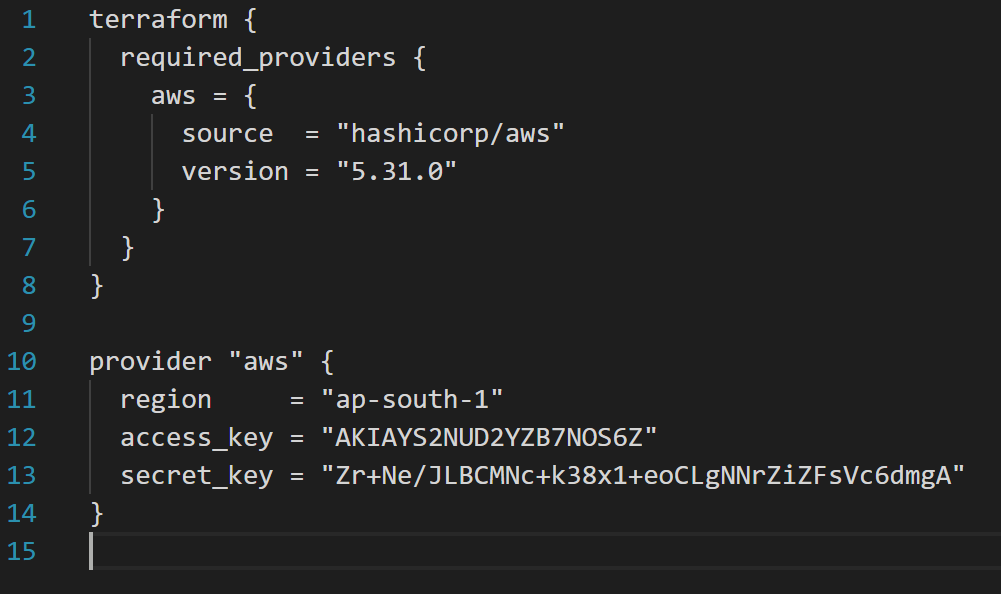 1 terraform {
2   required_providers {
3     aws = {
4       source  = "hashicorp/aws"
5       version = "5.31.0"
6     }
7   }
8 }
9
10 provider "aws" {
11   region     = "ap-south-1"
12   access_key = "AKIAYS2NUD2YZB7NOS6Z"
13   secret_key = "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"
14 }
15